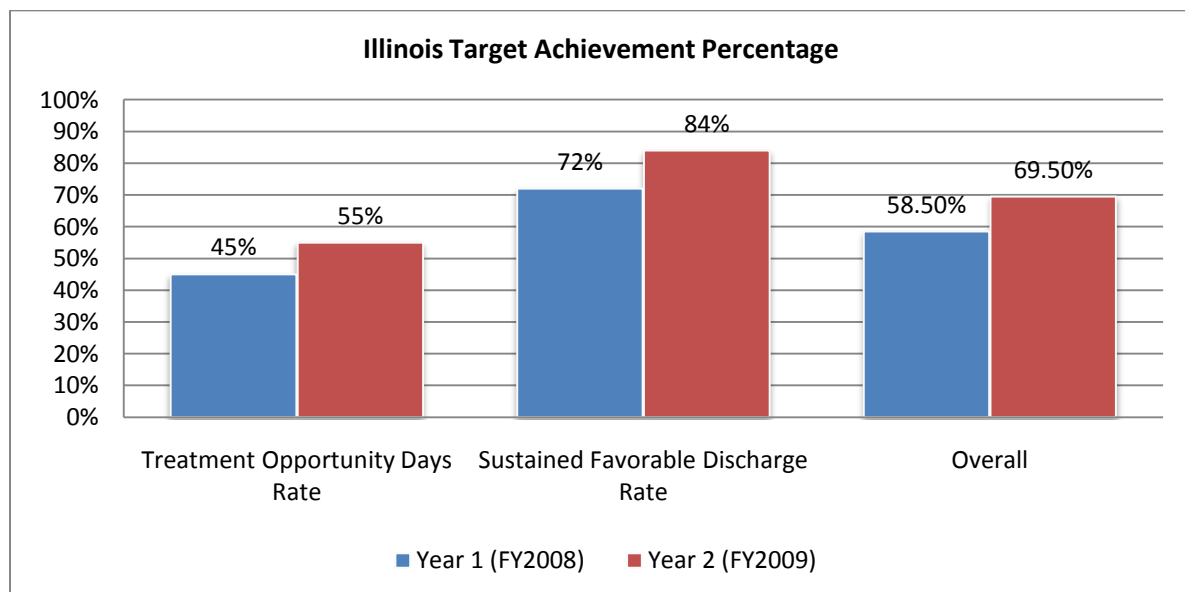 Illinois Target Achievement Percentage
100%
90%
80%
70%
60%
50%
40%
30%
20%
10%
0%
45%
55%
72%
84%
58.50%
69.50%
Treatment Opportunity Days
Rate
Sustained Favorable Discharge
Rate
Overall
Year 1 (FY2008)
Year 2 (FY2009)